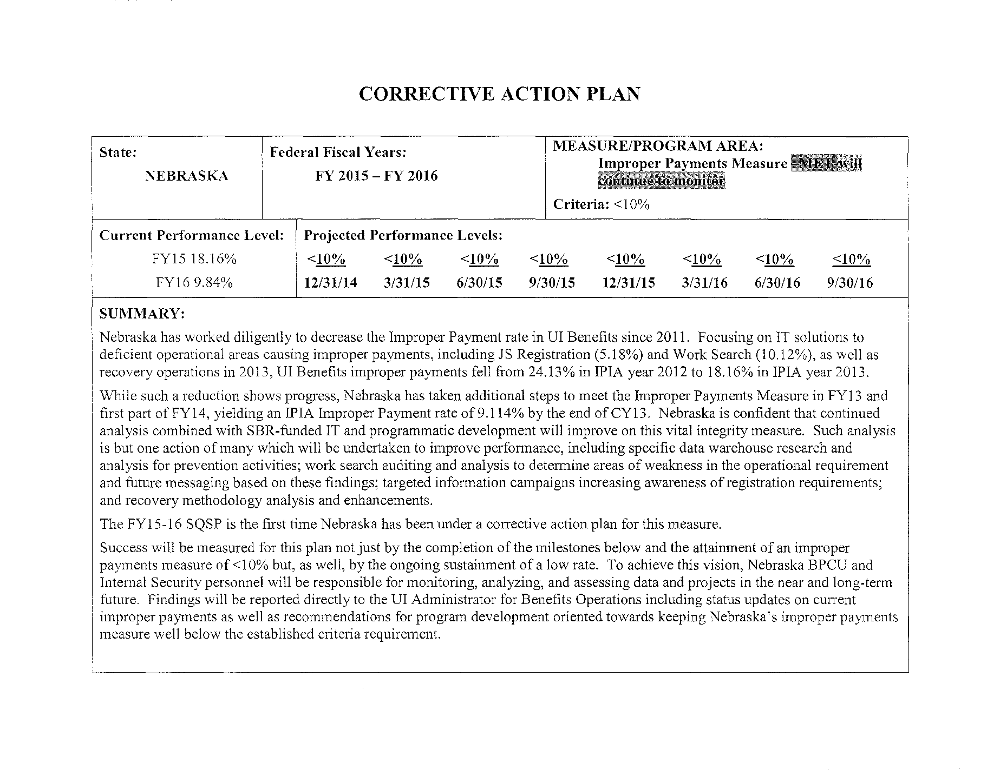 CORRECTIVE ACTION PLAN
State:
NEBRASKA
Federal Fiscal Years:
FY 2015 – FY 2016
MEASURE/PROGRAM AREA:
Improper Payments Measure –MET-will
continue to monitor
Criteria: <10%
Current Performance Level:
FY15 18.16%
FY16 9.84%
Projected Performance Levels:
<10% <10% <10% <10% <10% <10% <10% <10%
12/31/14 3/31/15 6/30/15 9/30/15 12/31/15 3/31/16 6/30/16 9/30/16
SUMMARY:
Nebraska has worked diligently to decrease the Improper Payment rate in UI Benefits since 2011. Focusing on IT solutions to
deficient operational areas causing improper payments, including JS Registration (5.18%) and Work Search (10.12%), as well as
recovery operations in 2013, UI Benefits improper payments fell from 24.13% in IPIA year 2012 to 18.16% in IPIA year 2013.
While such a reduction shows progress, Nebraska has taken additional steps to meet the Improper Payments Measure in FY13 and
first part of FY14, yielding an IPIA Improper Payment rate of 9.114% by the end of CY13. Nebraska is confident that continued
analysis combined with SBR-funded IT and programmatic development will improve on this vital integrity measure. Such analysis
is but one action of many which will be undertaken to improve performance, including specific data warehouse research and
analysis for prevention activities; work search auditing and analysis to determine areas of weakness in the operational requirement
and future messaging based on these findings; targeted information campaigns increasing awareness of registration requirements;
and recovery methodology analysis and enhancements.
The FY15-16 SQSP is the first time Nebraska has been under a corrective action plan for this measure.
Success will be measured for this plan not just by the completion of the milestones below and the attainment of an improper
payments measure of <10% but, as well, by the ongoing sustainment of a low rate. To achieve this vision, Nebraska BPCU and
Internal Security personnel will be responsible for monitoring, analyzing, and assessing data and projects in the near and long-term
future. Findings will be reported directly to the UI Administrator for Benefits Operations including status updates on current
improper payments as well as recommendations for program development oriented towards keeping Nebraska's improper payments
measure well below the established criteria requirement.